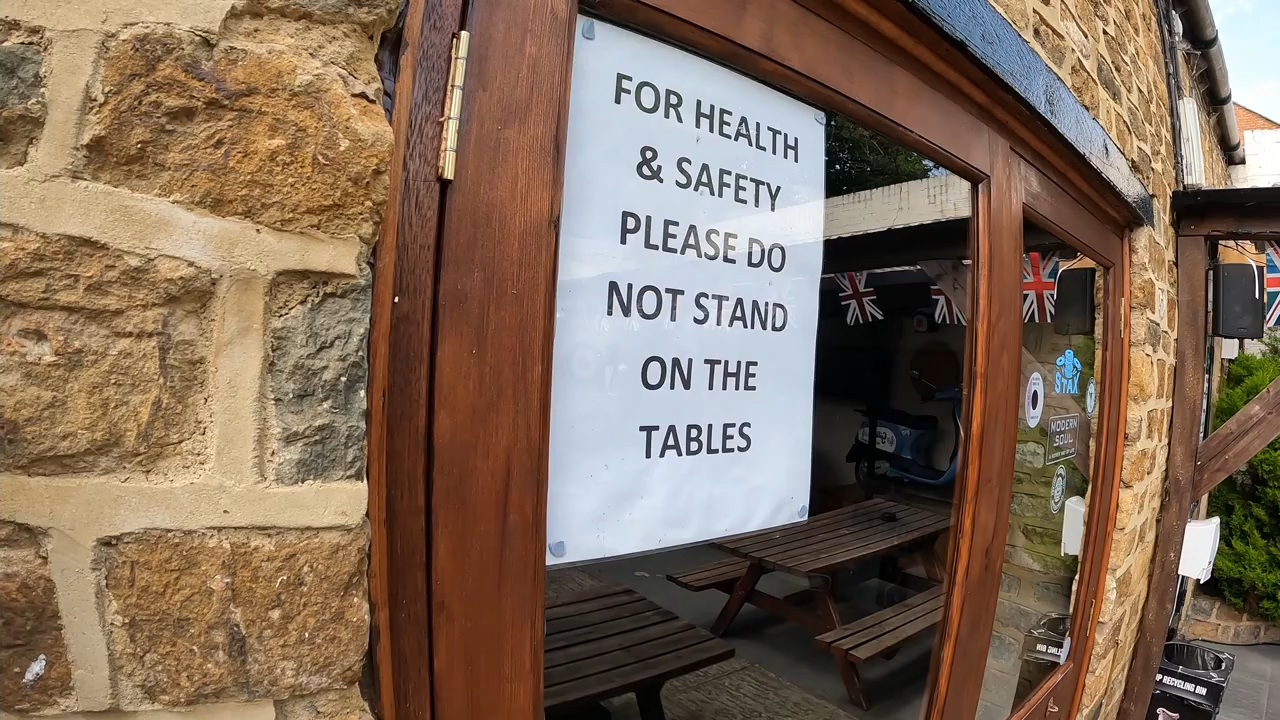 FOR HEALTH
& SAFETY
PLEASE DO
NOT STAND
ON THE
TABLES
STAX
MODERN
SOUL
RECYCLING BIN